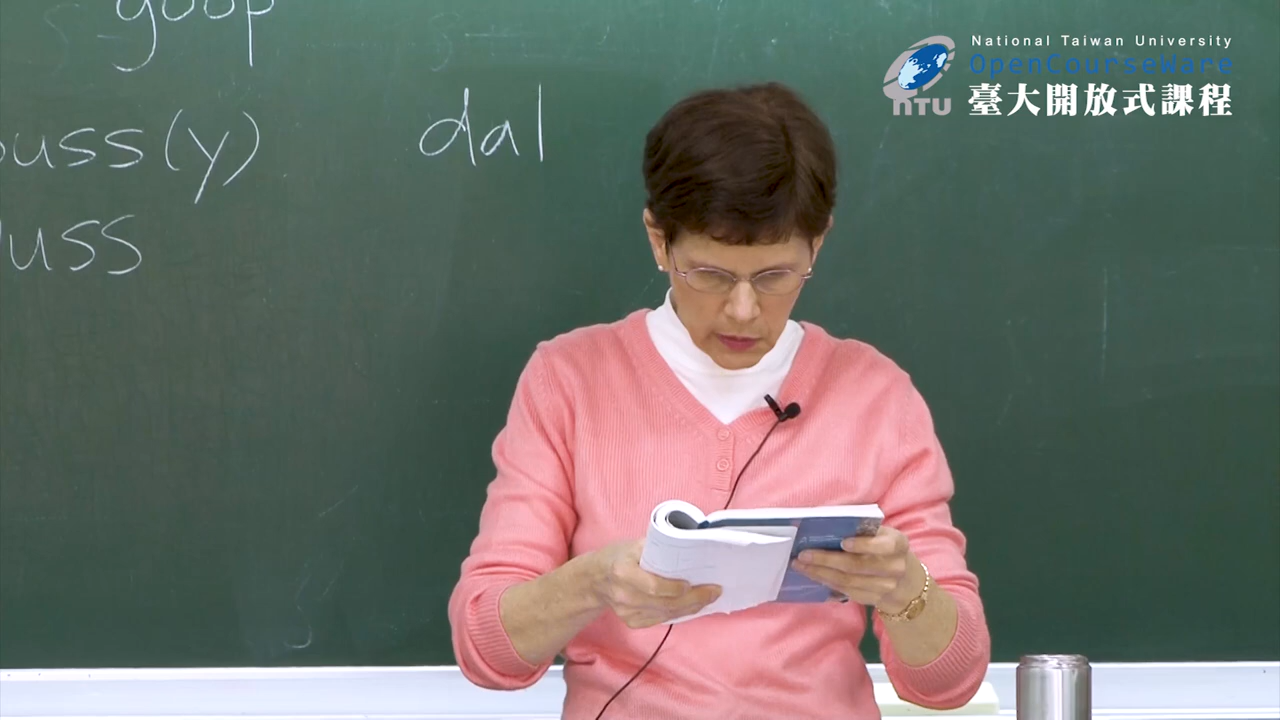 goop
National Taiwan University
OpenCourseWare
臺大開放式課程
NTU
dal
uss(y)
uss